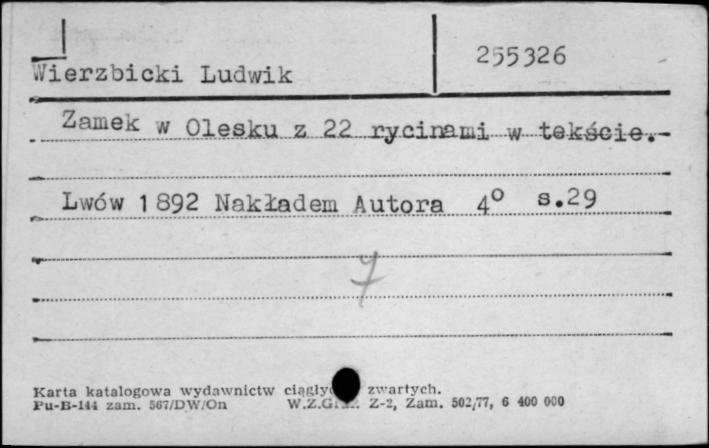 255326
Wierzbicki Ludwik
Zamek w Olesku z 22 rycinami w tekście.-
Lwów 1892 Nakładem Autora 4° s.29
7
Karta katalogowa wydawnictw zwartych.
Pu-B-144 zam. 567/DW/On Z-2, Zam. 502/77, 6 400 000